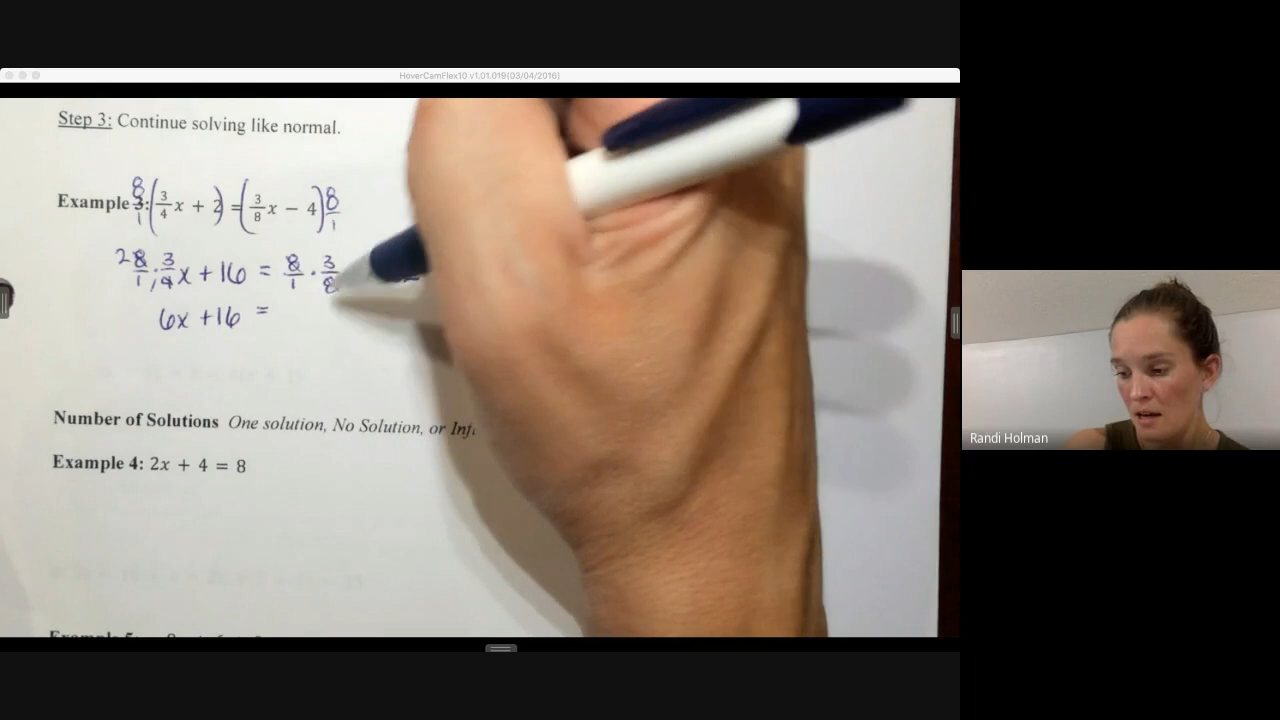 HoverCamFlex10 v1.01.019(03/04/2016)
Step 3: Continue solving like normal.
Example 3: 8/1 (3/4 x + 2) = (3/8 x − 4) 8/1
2 8/1 · 3/4 x + 16 = 8/1 · 3/8
6x + 16 =
Number of Solutions One solution, No Solution, or
Example 4: 2x + 4 = 8
Randi Holman